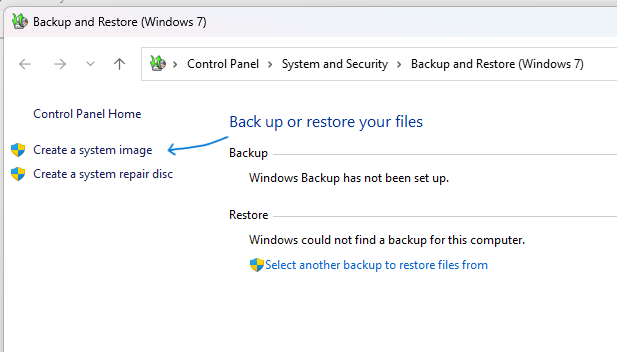 Backup and Restore (Windows 7)
Control Panel > System and Security > Backup and Restore (Windows 7)
Control Panel Home
Create a system image
Create a system repair disc
Back up or restore your files
Backup
Windows Backup has not been set up.
Restore
Windows could not find a backup for this computer.
Select another backup to restore files from